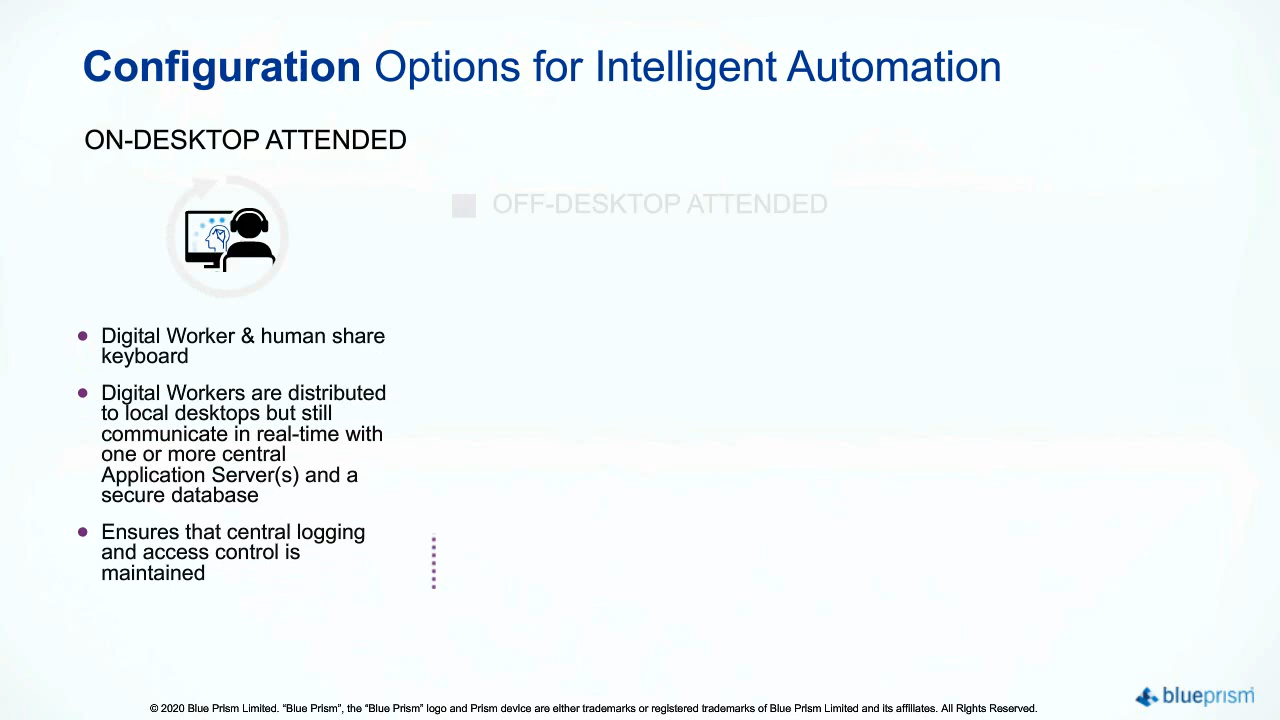 Configuration Options for Intelligent Automation
ON-DESKTOP ATTENDED
OFF-DESKTOP ATTENDED
Digital Worker & human share
keyboard
Digital Workers are distributed
to local desktops but still
communicate in real-time with
one or more central
Application Server(s) and a
secure database
Ensures that central logging
and access control is
maintained
blueprism
© 2020 Blue Prism Limited. “Blue Prism”, the “Blue Prism” logo and Prism device are either trademarks or registered trademarks of Blue Prism Limited and its affiliates. All Rights Reserved.